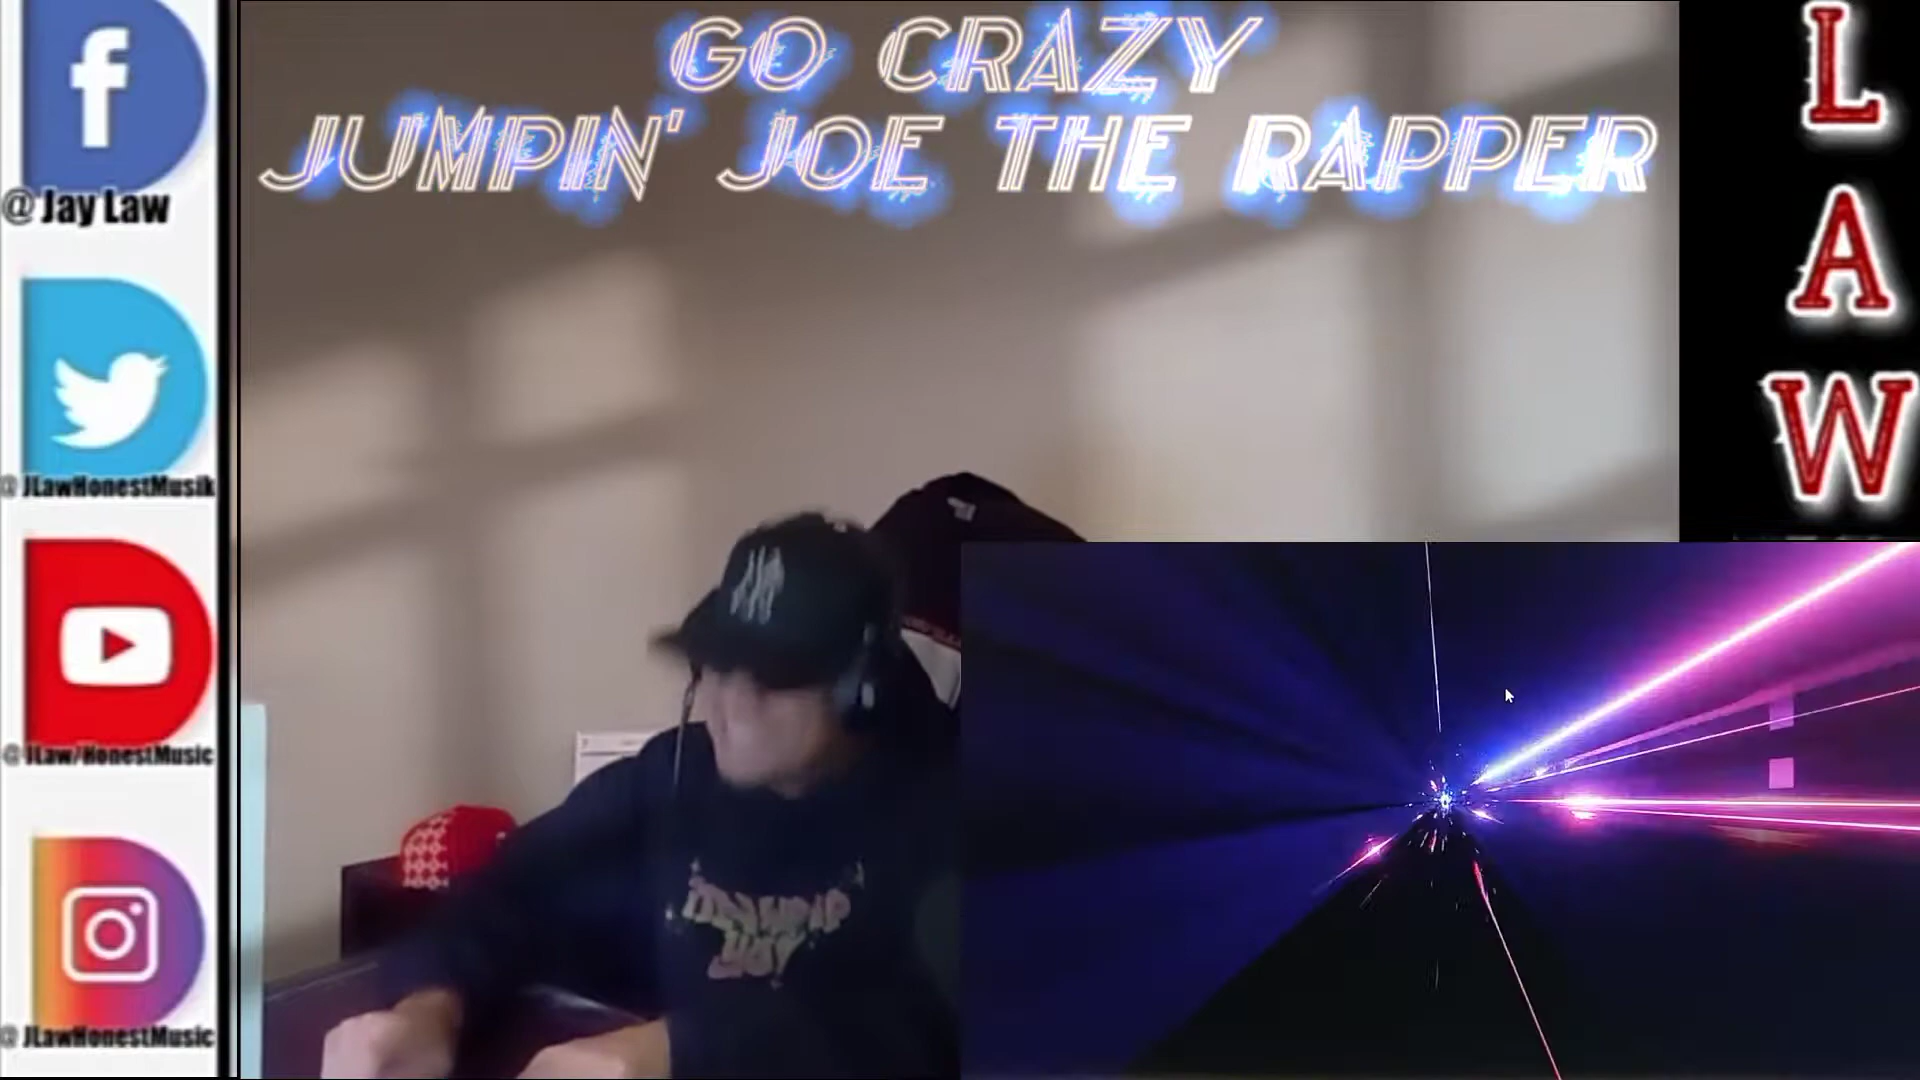 GO CRAZY
JUMPIN' JOE THE RAPPER
@ Jay Law
@ JLawHonestMusik
@ JLaw/HonestMusic
@ JLawHonestMusic
L
A
W